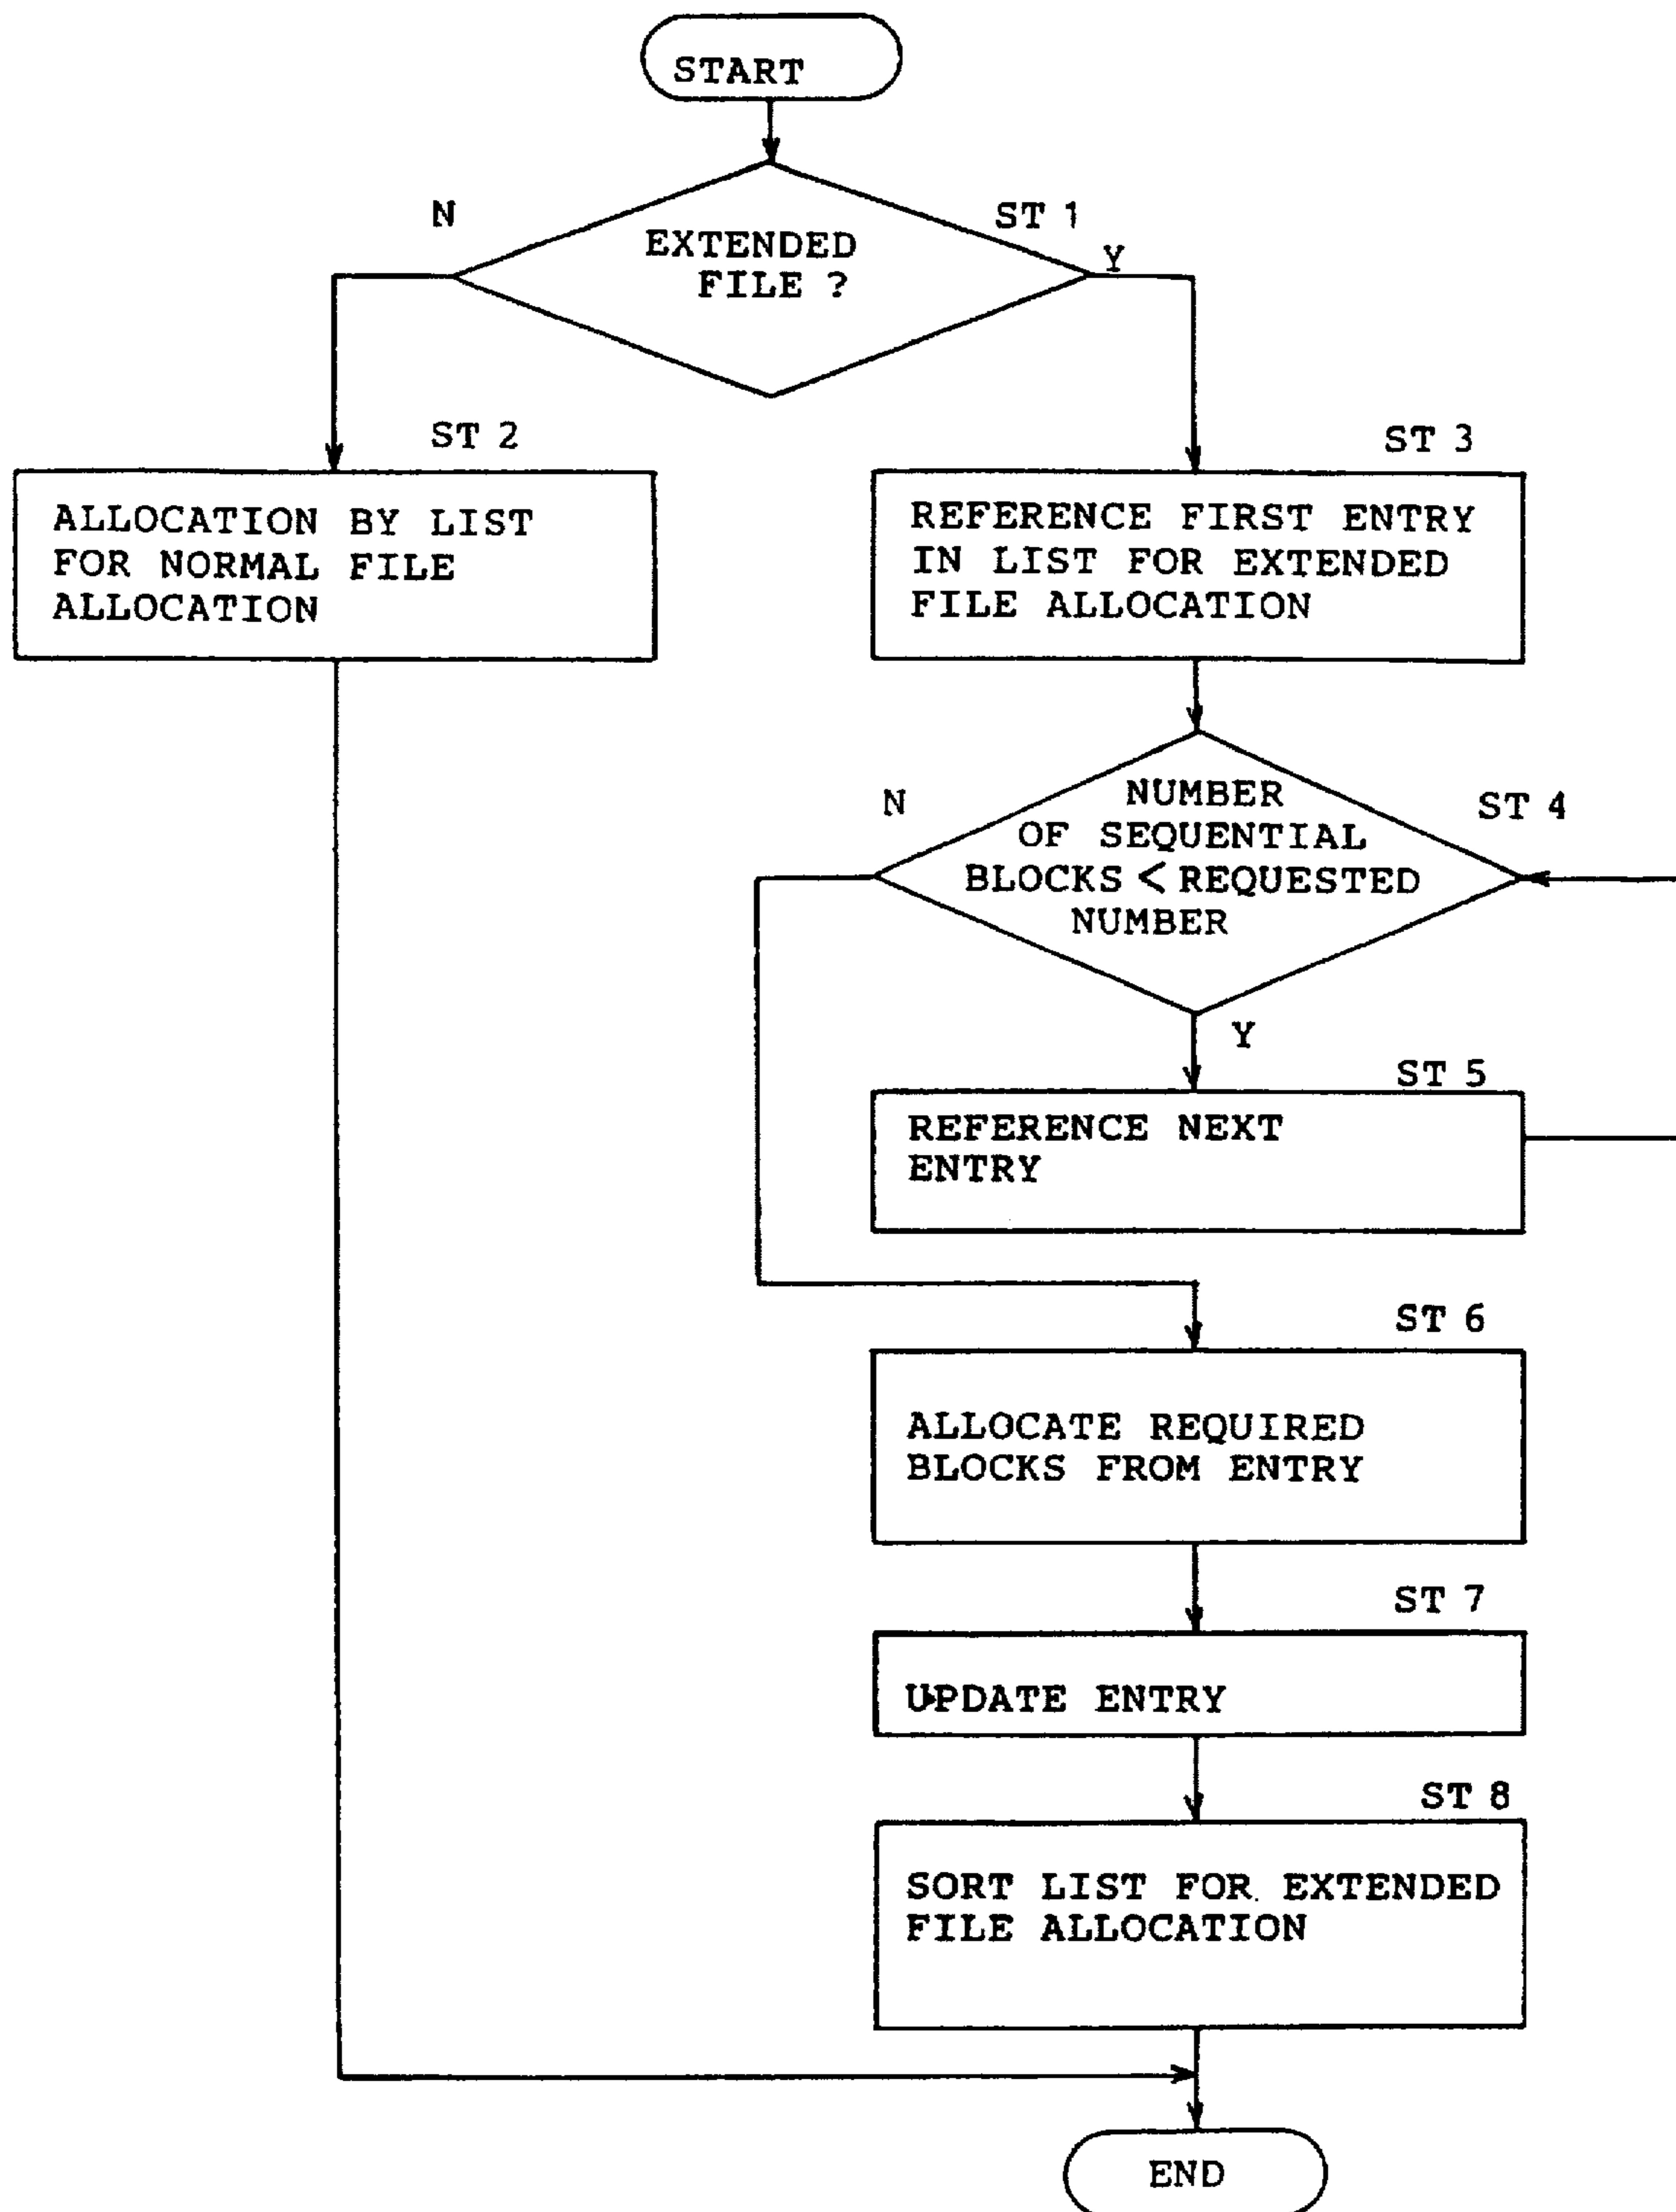 START
N
ST 1
Y
EXTENDED
FILE ?
ST 2
ALLOCATION BY LIST
FOR NORMAL FILE
ALLOCATION
ST 3
REFERENCE FIRST ENTRY
IN LIST FOR EXTENDED
FILE ALLOCATION
N
ST 4
NUMBER
OF SEQUENTIAL
BLOCKS < REQUESTED
NUMBER
Y
ST 5
REFERENCE NEXT
ENTRY
ST 6
ALLOCATE REQUIRED
BLOCKS FROM ENTRY
ST 7
UPDATE ENTRY
ST 8
SORT LIST FOR EXTENDED
FILE ALLOCATION
END